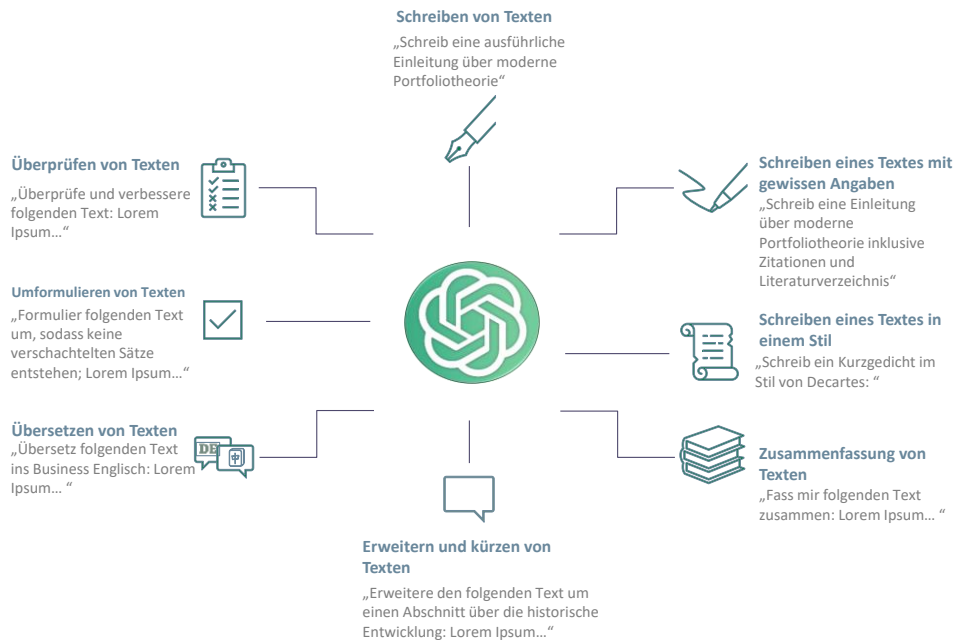 Schreiben von Texten
„Schreib eine ausführliche
Einleitung über moderne
Portfoliotheorie“
Überprüfen von Texten
„Überprüfe und verbessere
folgenden Text: Lorem
Ipsum…“
Schreiben eines Textes mit
gewissen Angaben
„Schreib eine Einleitung
über moderne
Portfoliotheorie inklusive
Zitationen und
Literaturverzeichnis“
Umformulieren von Texten
„Formulier folgenden Text
um, sodass keine
verschachtelten Sätze
entstehen; Lorem Ipsum…“
Schreiben eines Textes in
einem Stil
„Schreib ein Kurzgedicht im
Stil von Decartes: “
Übersetzen von Texten
„Übersetz folgenden Text
ins Business Englisch: Lorem
Ipsum… “
DE
中
Zusammenfassung von
Texten
„Fass mir folgenden Text
zusammen: Lorem Ipsum… “
Erweitern und kürzen von
Texten
„Erweitere den folgenden Text um
einen Abschnitt über die historische
Entwicklung: Lorem Ipsum…“